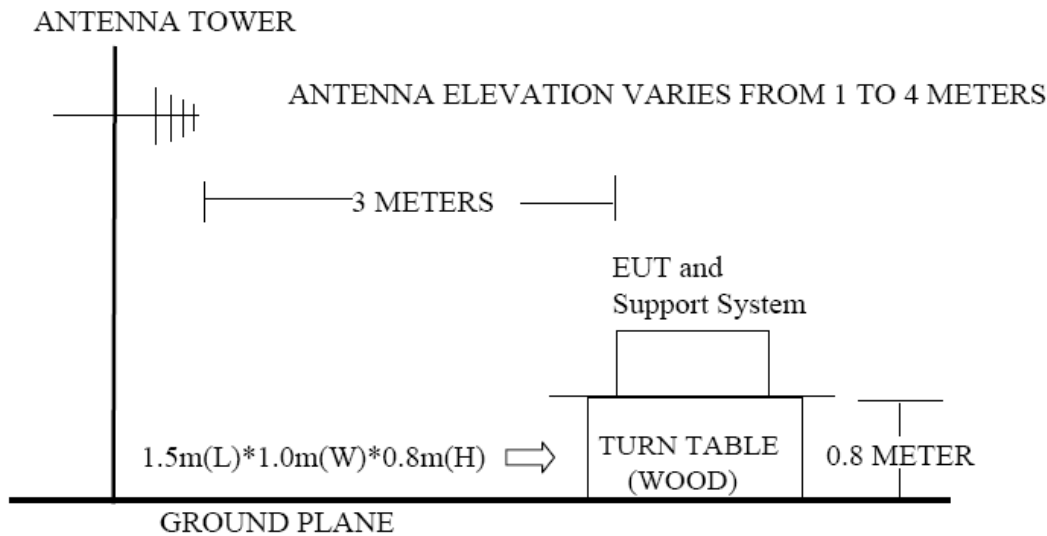 ANTENNA TOWER
ANTENNA ELEVATION VARIES FROM 1 TO 4 METERS
3 METERS
EUT and
Support System
1.5m(L)*1.0m(W)*0.8m(H)
TURN TABLE
(WOOD)
0.8 METER
GROUND PLANE